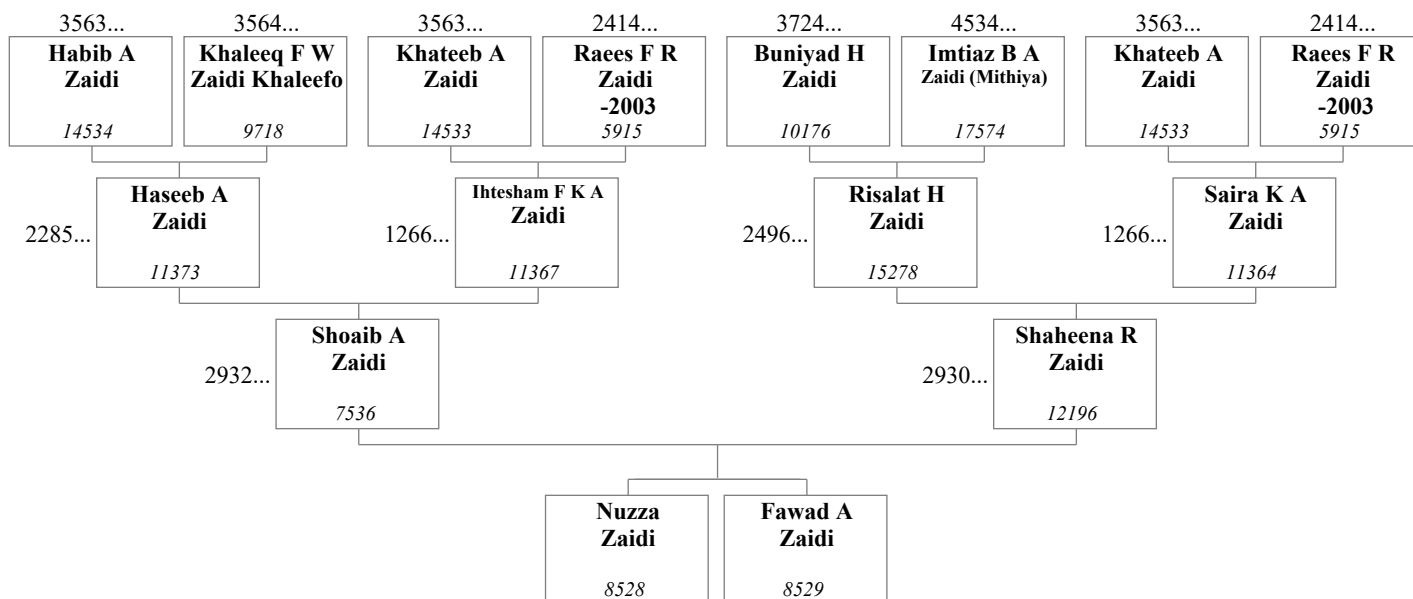 3563... 3564... 3563... 2414... 3724... 4534... 3563... 2414...
Habib A
Zaidi
14534
Khaleeq F W
Zaidi Khaleefo
9718
Khateeb A
Zaidi
14533
Raees F R
Zaidi
-2003
5915
Buniyad H
Zaidi
10176
Imtiaz B A
Zaidi (Mithiya)
17574
Khateeb A
Zaidi
14533
Raees F R
Zaidi
-2003
5915
2285...
Haseeb A
Zaidi
11373
1266...
Ihtesham F K A
Zaidi
11367
2496...
Risalat H
Zaidi
15278
1266...
Saira K A
Zaidi
11364
2932...
Shoaib A
Zaidi
7536
2930...
Shaheena R
Zaidi
12196
Nuzza
Zaidi
8528
Fawad A
Zaidi
8529